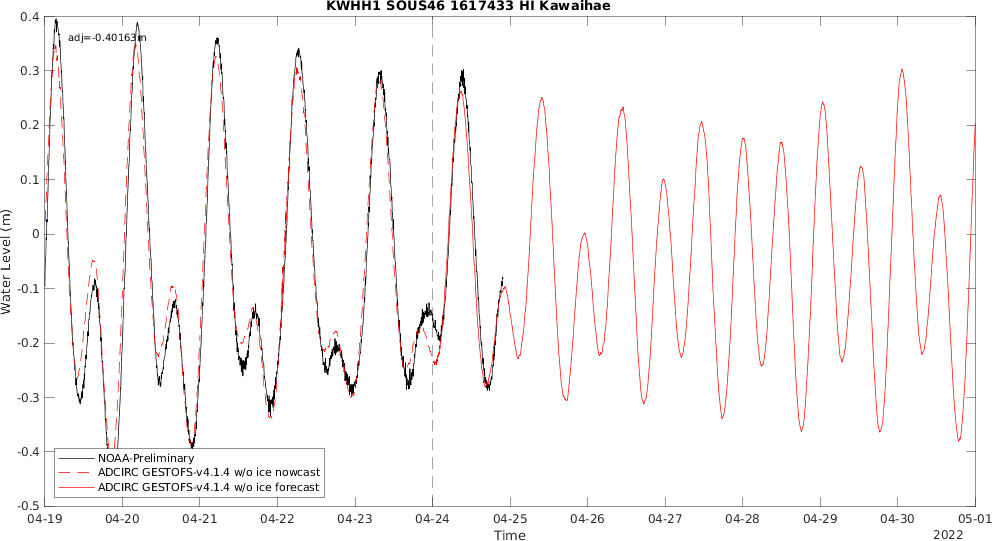 KWHH1 SOUS46 1617433 HI Kawaihae
adj=-0.40163m
Water Level (m)
0.4
0.3
0.2
0.1
0
-0.1
-0.2
-0.3
-0.4
-0.5
NOAA-Preliminary
ADCIRC GESTOFS-v4.1.4 w/o ice nowcast
ADCIRC GESTOFS-v4.1.4 w/o ice forecast
04-19 04-20 04-21 04-22 04-23 04-24 04-25 04-26 04-27 04-28 04-29 04-30 05-01
Time
2022